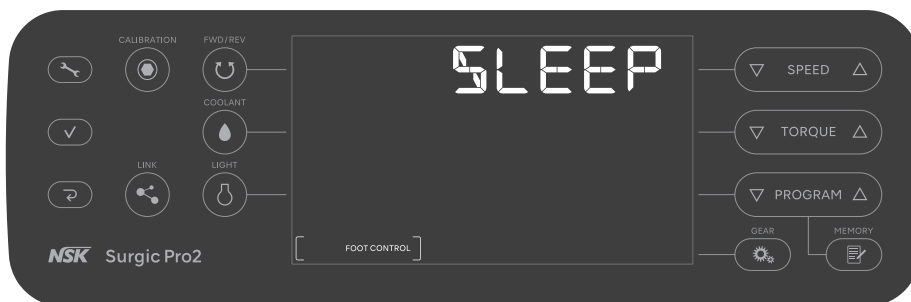 CALIBRATION
FWD/REV
SLEEP
SPEED
COOLANT
TORQUE
LINK
LIGHT
PROGRAM
GEAR
MEMORY
FOOT CONTROL
NSK Surgic Pro2